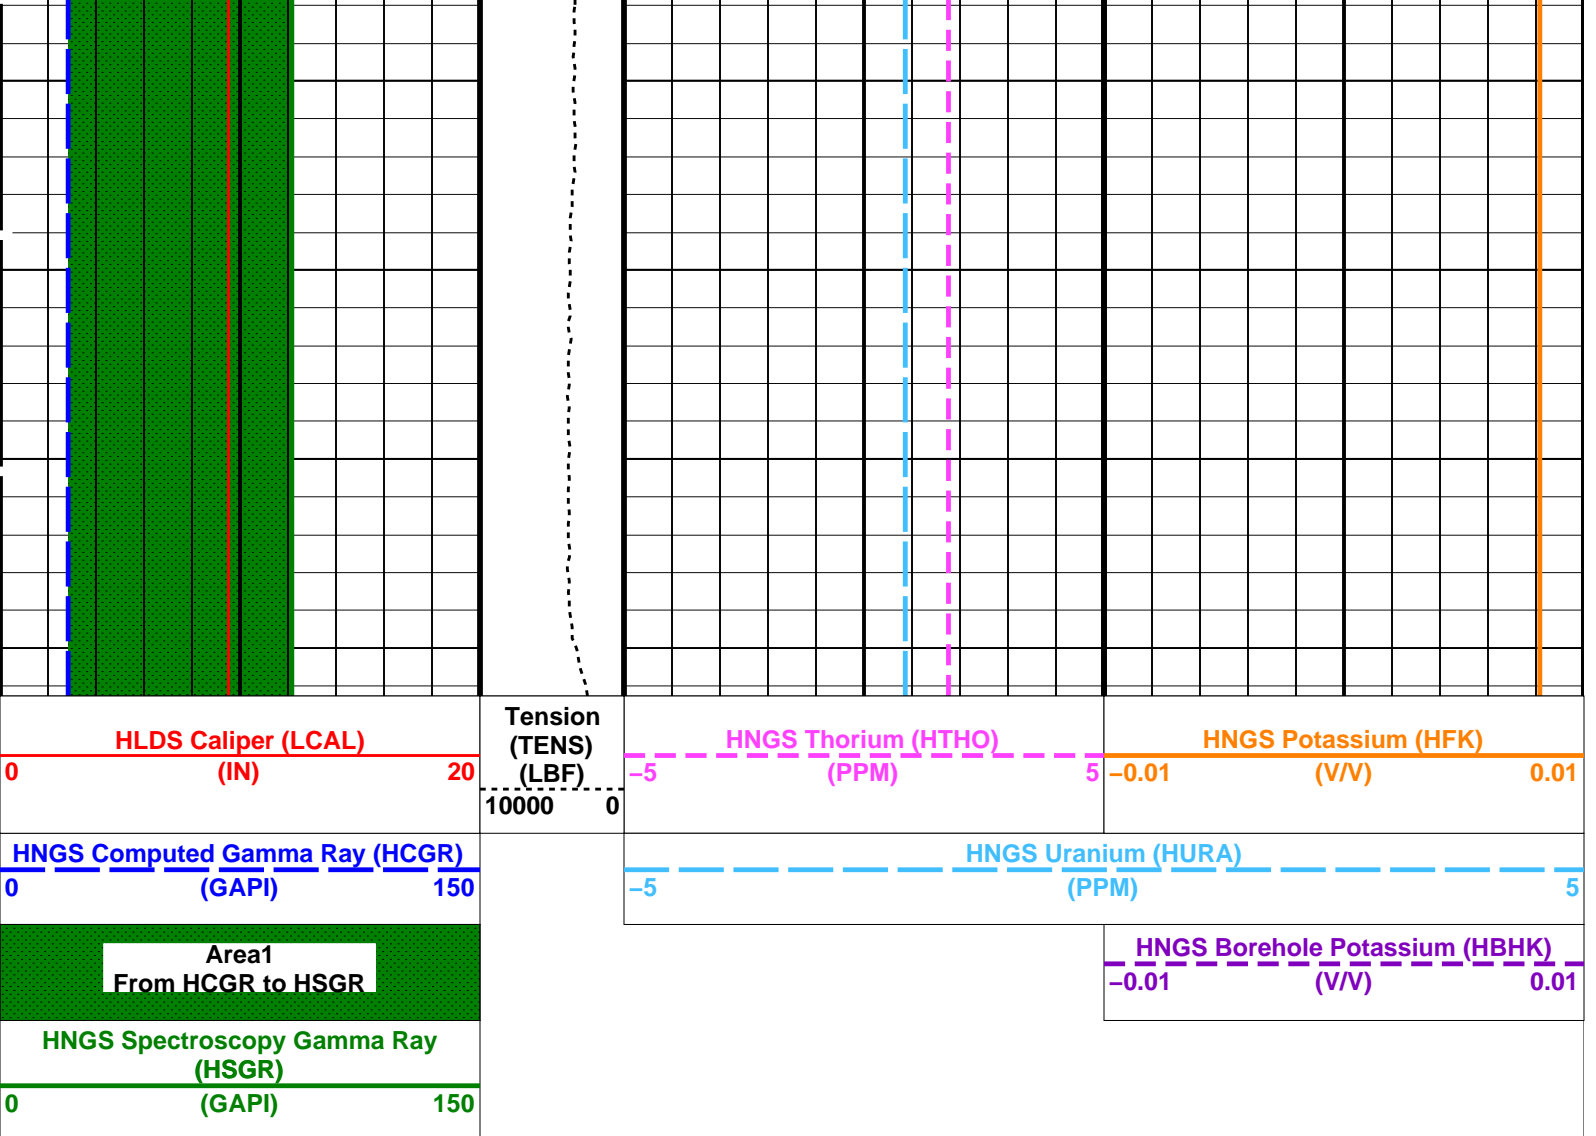 HLDS Caliper (LCAL)
0 (IN) 20
Tension
(TENS)
(LBF)
10000 0
HNGS Thorium (HTHO)
−5 (PPM) 5
HNGS Potassium (HFK)
−0.01 (V/V) 0.01
HNGS Computed Gamma Ray (HCGR)
0 (GAPI) 150
HNGS Uranium (HURA)
−5 (PPM) 5
Area1
From HCGR to HSGR
HNGS Borehole Potassium (HBHK)
−0.01 (V/V) 0.01
HNGS Spectroscopy Gamma Ray
(HSGR)
0 (GAPI) 150